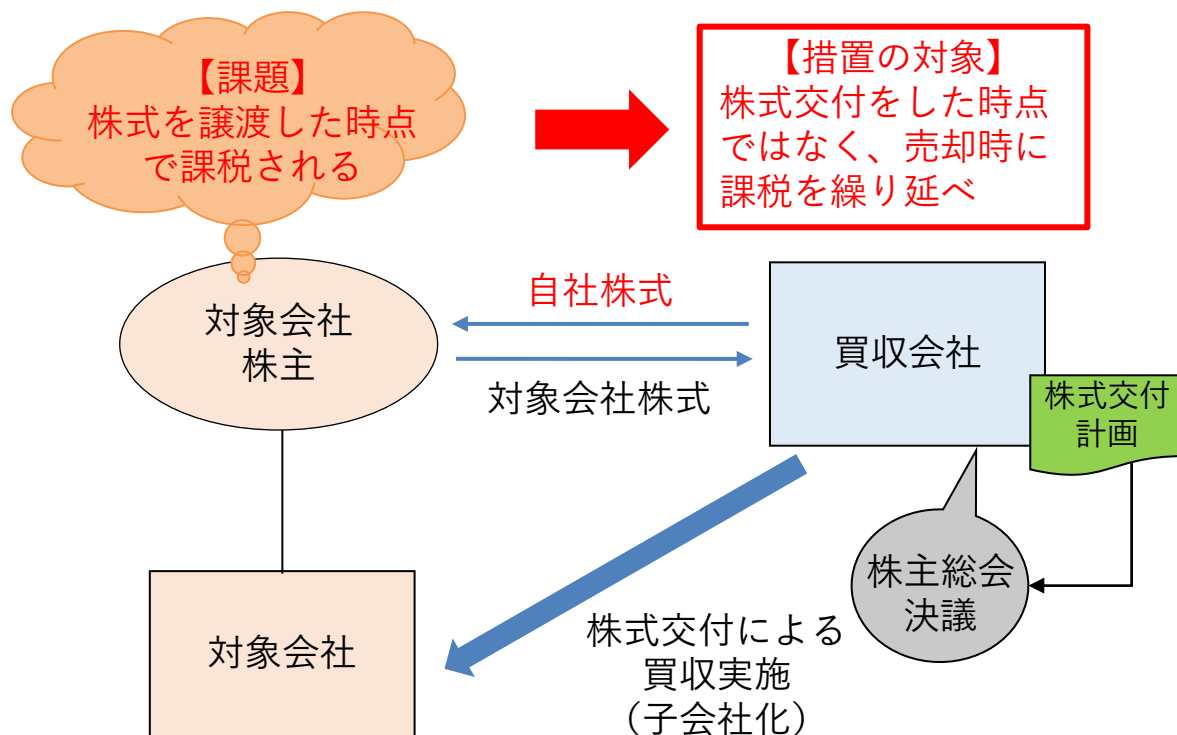 【課題】
株式を譲渡した時点
で課税される
【措置の対象】
株式交付をした時点
ではなく、売却時に
課税を繰り延べ
対象会社
株主
自社株式
対象会社株式
買収会社
株式交付
計画
株主総会
決議
対象会社
株式交付による
買収実施
（子会社化）